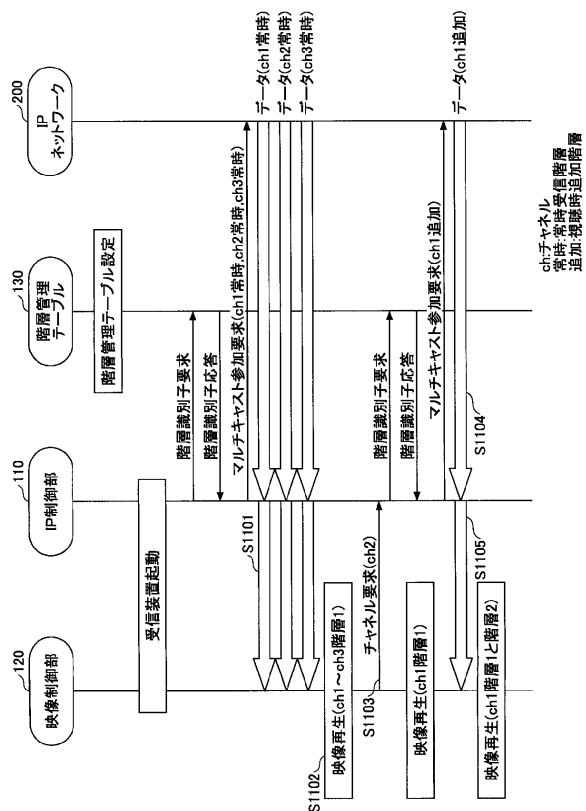 120
映像制御部
110
IP制御部
130
階層管理
テーブル
200
IP
ネットワーク
受信装置起動
階層管理テーブル設定
階層識別子要求
階層識別子応答
マルチキャスト参加要求(ch1常時,ch2常時,ch3常時)
データ(ch1常時)
データ(ch2常時)
データ(ch3常時)
S1101
S1102
映像再生(ch1～ch3階層1)
S1103
チャネル要求(ch2)
階層識別子要求
階層識別子応答
映像再生(ch1階層1)
マルチキャスト参加要求(ch1追加)
データ(ch1追加)
S1104
S1105
映像再生(ch1階層1と階層2)
ch:チャネル
常時:常時受信階層
追加:視聴時追加階層